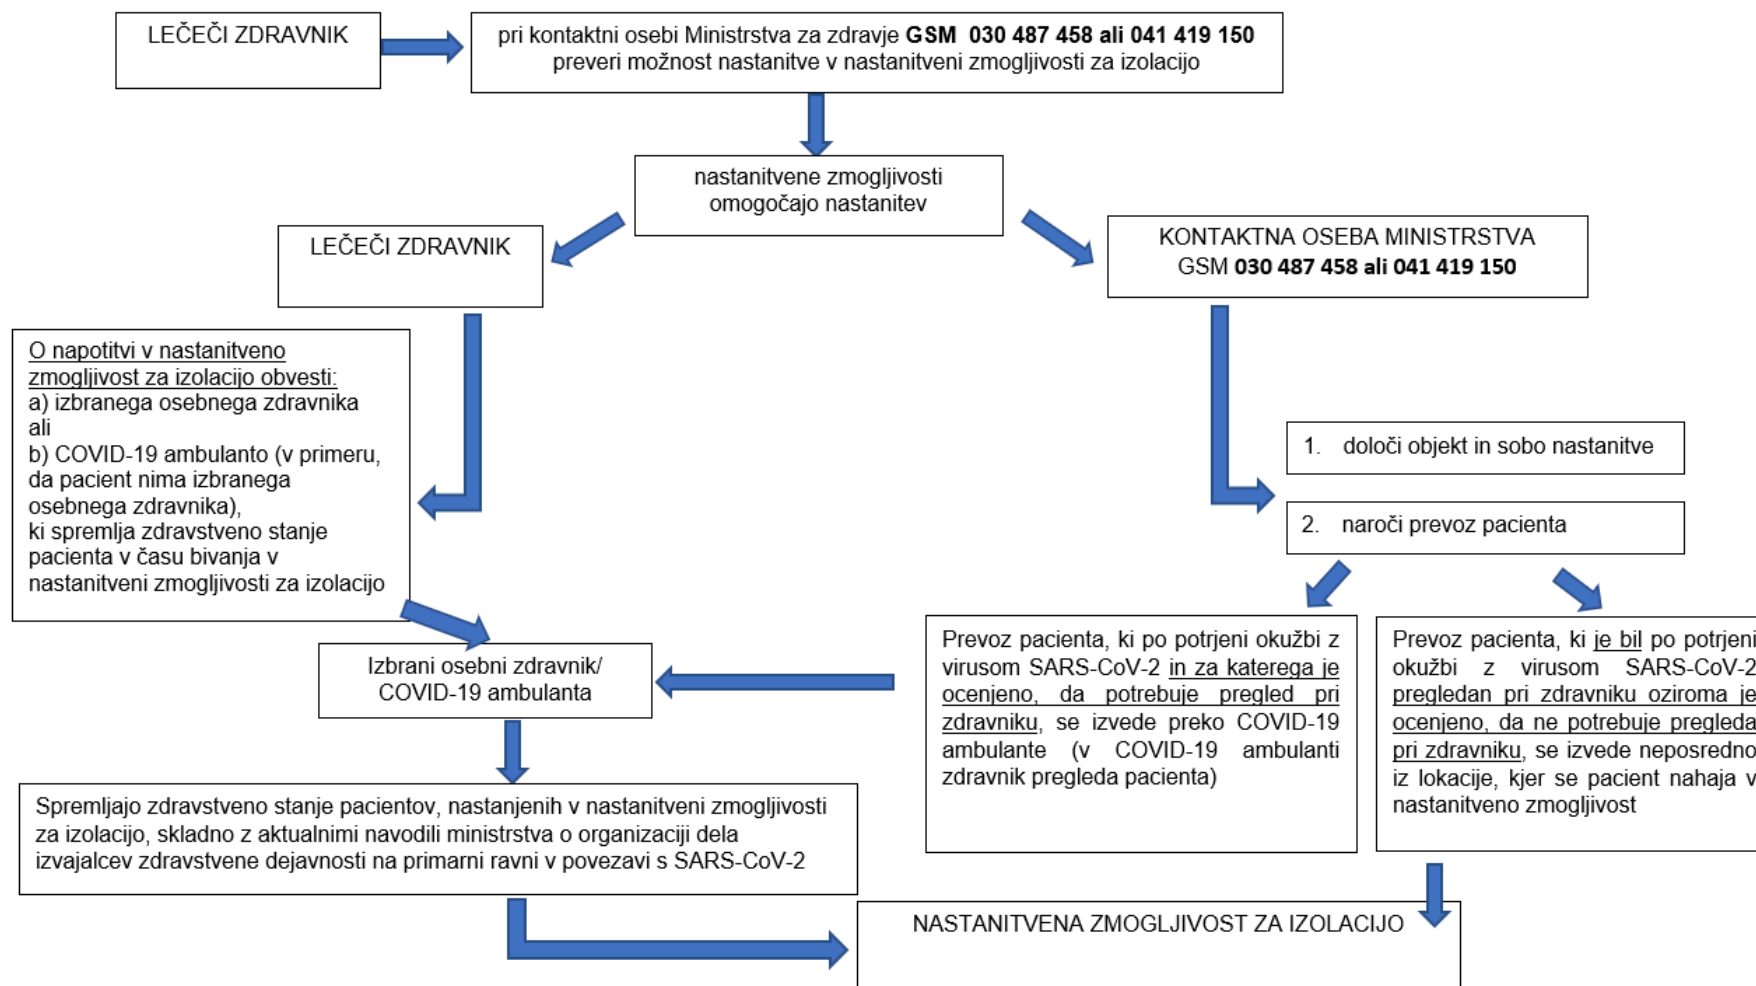 LEČEČI ZDRAVNIK
pri kontaktni osebi Ministrstva za zdravje GSM 030 487 458 ali 041 419 150
preveri možnost nastanitve v nastanitveni zmogljivosti za izolacijo
nastanitvene zmogljivosti
omogočajo nastanitev
LEČEČI ZDRAVNIK
KONTAKTNA OSEBA MINISTRSTVA
GSM 030 487 458 ali 041 419 150
O napotitvi v nastanitveno
zmogljivost za izolacijo obvesti:
a) izbranega osebnega zdravnika
ali
b) COVID-19 ambulanto (v primeru,
da pacient nima izbranega
osebnega zdravnika),
ki spremlja zdravstveno stanje
pacienta v času bivanja v
nastanitveni zmogljivosti za izolacijo
1. določi objekt in sobo nastanitve
2. naroči prevoz pacienta
Izbrani osebni zdravnik/
COVID-19 ambulanta
Prevoz pacienta, ki po potrjeni okužbi z
virusom SARS-CoV-2 in za katerega je
ocenjeno, da potrebuje pregled pri
zdravniku, se izvede preko COVID-19
ambulante (v COVID-19 ambulanti
zdravnik pregleda pacienta)
Prevoz pacienta, ki je bil po potrjeni
okužbi z virusom SARS-CoV-2
pregledan pri zdravniku oziroma je
ocenjeno, da ne potrebuje pregleda
pri zdravniku, se izvede neposredno
iz lokacije, kjer se pacient nahaja v
nastanitveno zmogljivost
Spremljajo zdravstveno stanje pacientov, nastanjenih v nastanitveni zmogljivosti
za izolacijo, skladno z aktualnimi navodili ministrstva o organizaciji dela
izvajalcev zdravstvene dejavnosti na primarni ravni v povezavi s SARS-CoV-2
NASTANITVENA ZMOGLJIVOST ZA IZOLACIJO